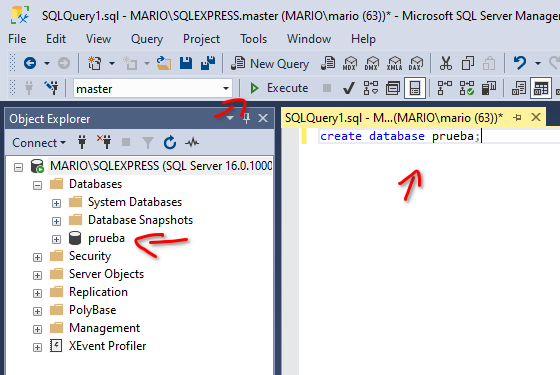 SQLQuery1.sql - MARIO\SQLEXPRESS.master (MARIO\mario (63))* - Microsoft SQL Server Manag
File Edit View Query Project Tools Window Help
New Query MDX DMX XMLA DAX
master Execute
Object Explorer
SQLQuery1.sql - M...(MARIO\mario (63))*
Connect
create database prueba;
MARIO\SQLEXPRESS (SQL Server 16.0.1000
Databases
System Databases
Database Snapshots
prueba
Security
Server Objects
Replication
PolyBase
Management
XEvent Profiler